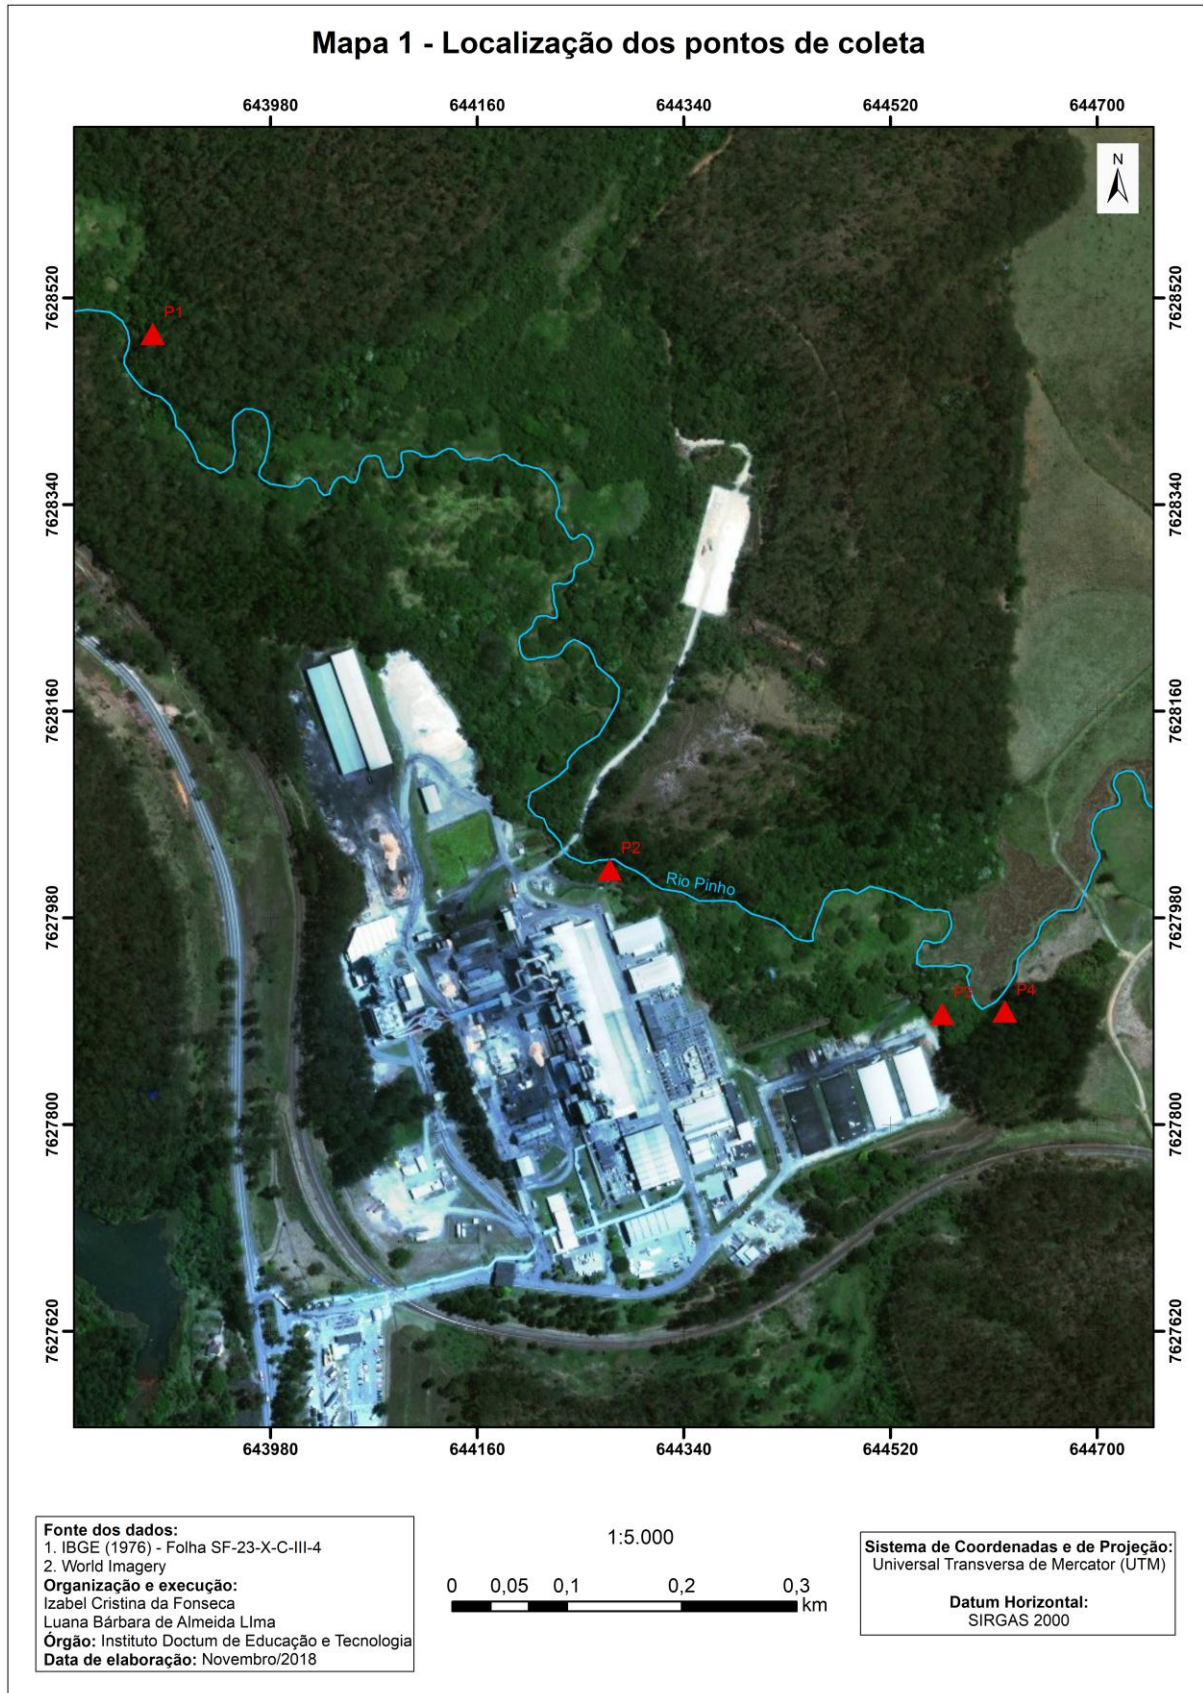 Mapa 1 - Localização dos pontos de coleta
643980 644160 644340 644520 644700
N
7628520 7628520
P1
7628340 7628340
7628160 7628160
P2
Rio Pinho
7627980 7627980
P3 P4
7627800 7627800
7627620 7627620
643980 644160 644340 644520 644700
Fonte dos dados:
1. IBGE (1976) - Folha SF-23-X-C-III-4
2. World Imagery
Organização e execução:
Izabel Cristina da Fonseca
Luana Bárbara de Almeida LIma
Órgão: Instituto Doctum de Educação e Tecnologia
Data de elaboração: Novembro/2018
1:5.000
0 0,05 0,1 0,2 0,3
km
Sistema de Coordenadas e de Projeção:
Universal Transversa de Mercator (UTM)
Datum Horizontal:
SIRGAS 2000